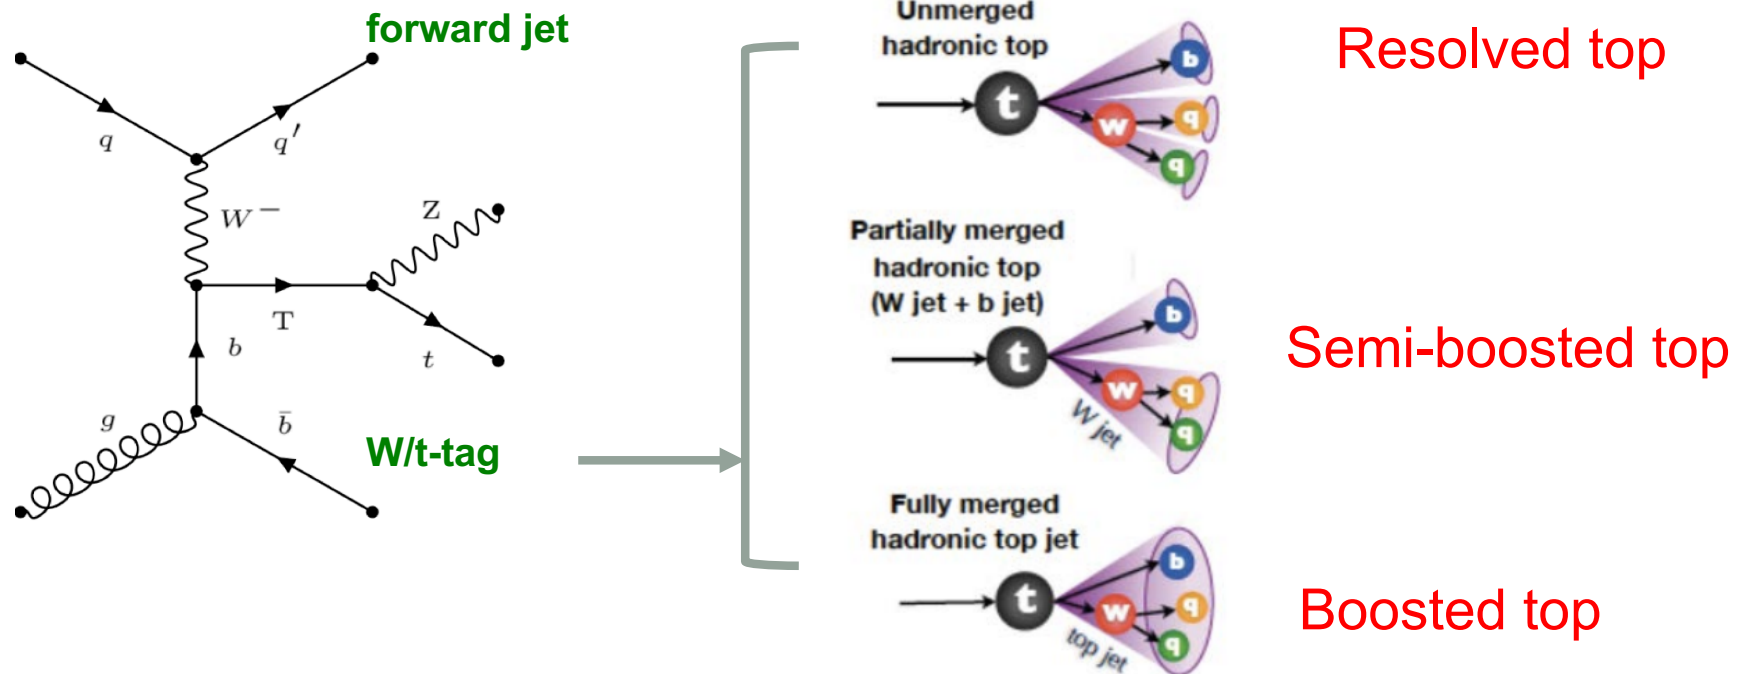 forward jet
q
q′
W −
Z
T
t
b
g
b̄
W/t-tag
Unmerged
hadronic top
t
b
w
q
q
Resolved top
Partially merged
hadronic top
(W jet + b jet)
t
b
w
q
q
W jet
Semi-boosted top
Fully merged
hadronic top jet
t
b
w
q
q
top jet
Boosted top